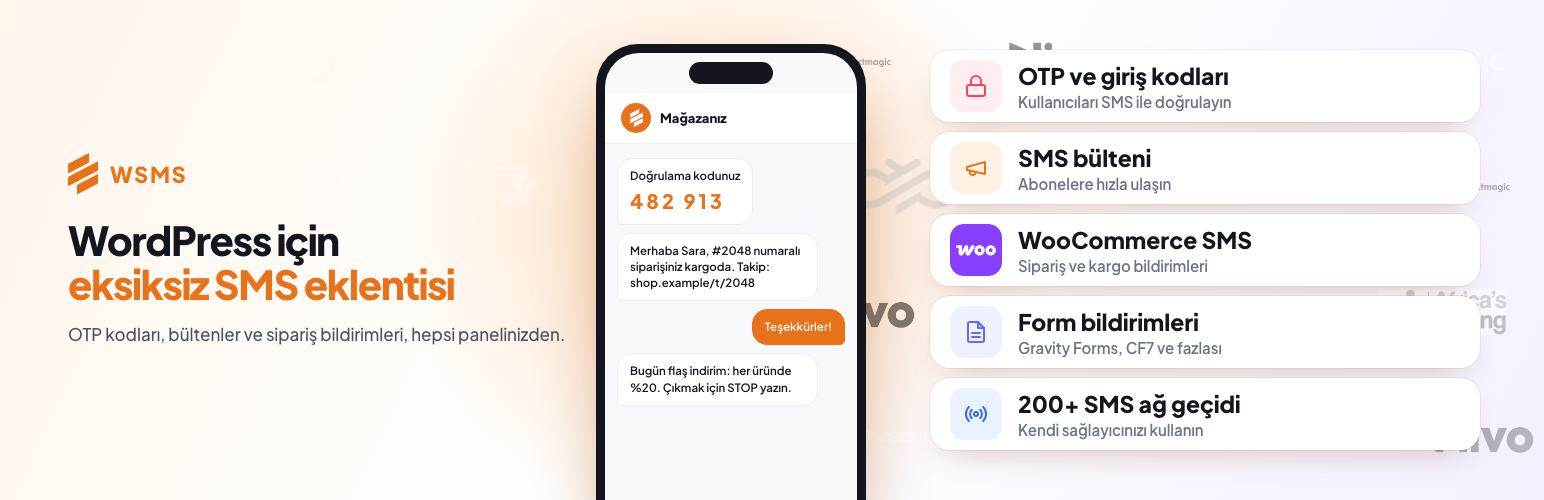 WSMS
WordPress için
eksiksiz SMS eklentisi
OTP kodları, bültenler ve sipariş bildirimleri, hepsi panelinizden.
Mağazanız
Doğrulama kodunuz
482 913
Merhaba Sara, #2048 numaralı
siparişiniz kargoda. Takip:
shop.example/t/2048
Teşekkürler!
Bugün flaş indirim: her üründe
%20. Çıkmak için STOP yazın.
OTP ve giriş kodları
Kullanıcıları SMS ile doğrulayın
SMS bülteni
Abonelere hızla ulaşın
woo
WooCommerce SMS
Sipariş ve kargo bildirimleri
Form bildirimleri
Gravity Forms, CF7 ve fazlası
200+ SMS ağ geçidi
Kendi sağlayıcınızı kullanın